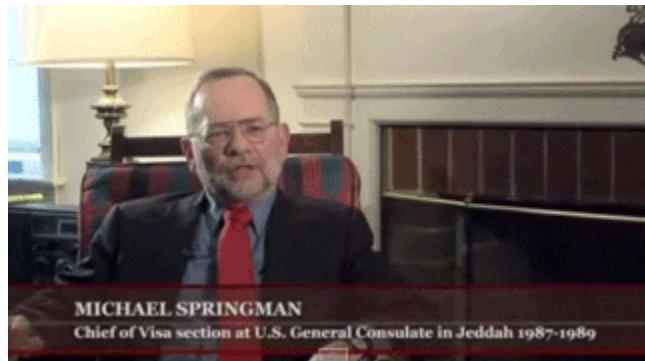 MICHAEL SPRINGMAN
Chief of Visa section at U.S. General Consulate in Jeddah 1987-1989